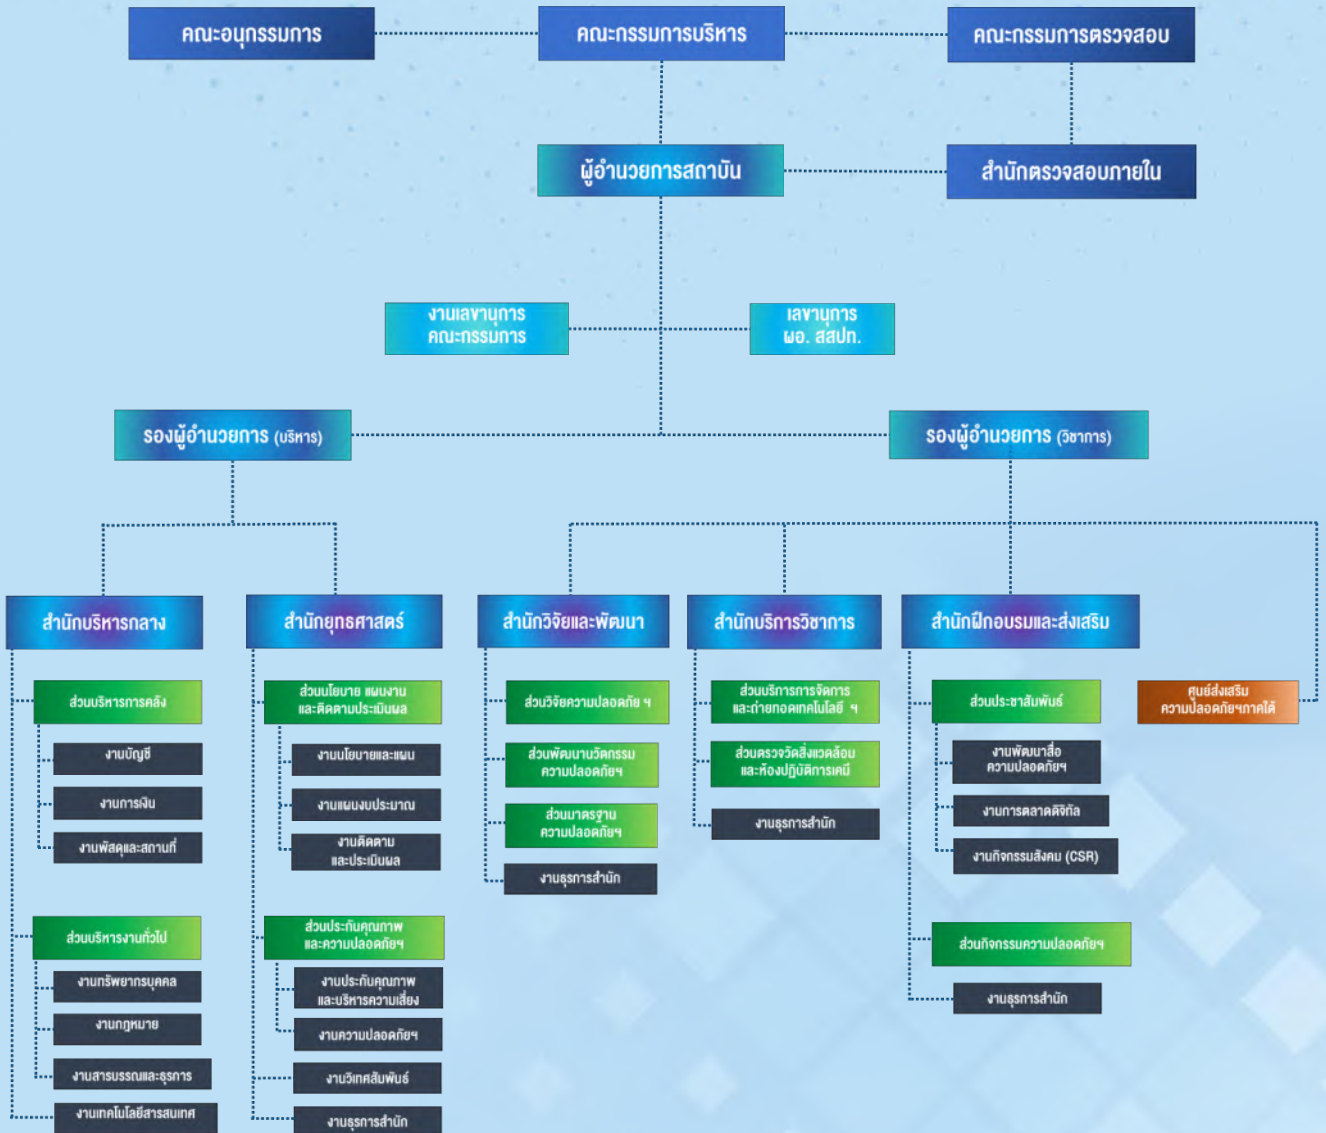 คณะอนุกรรมการ
คณะกรรมการบริหาร
คณะกรรมการตรวจสอบ
ผู้อำนวยการสถาบัน
สำนักตรวจสอบภายใน
งานเลขานุการ
คณะกรรมการ
เลขานุการ
ผอ. สสปท.
รองผู้อำนวยการ (บริหาร)
รองผู้อำนวยการ (วิชาการ)
สำนักบริหารกลาง
ส่วนบริหารการคลัง
งานบัญชี
งานการเงิน
งานพัสดุและสถานที่
ส่วนบริหารงานทั่วไป
งานทรัพยากรบุคคล
งานกฎหมาย
งานสารบรรณและธุรการ
งานเทคโนโลยีสารสนเทศ
สำนักยุทธศาสตร์
ส่วนนโยบาย แผนงาน
และติดตามประเมินผล
งานนโยบายและแผน
งานแผนงบประมาณ
งานติดตาม
และประเมินผล
ส่วนประกันคุณภาพ
และความปลอดภัยฯ
งานประกันคุณภาพ
และบริหารความเสี่ยง
งานความปลอดภัยฯ
งานวิเทศสัมพันธ์
งานธุรการสำนัก
สำนักวิจัยและพัฒนา
ส่วนวิจัยความปลอดภัย ฯ
ส่วนพัฒนานวัตกรรม
ความปลอดภัยฯ
ส่วนมาตรฐาน
ความปลอดภัยฯ
งานธุรการสำนัก
สำนักบริการวิชาการ
ส่วนบริการการจัดการ
และถ่ายทอดเทคโนโลยี ฯ
ส่วนตรวจวัดสิ่งแวดล้อม
และห้องปฏิบัติการเคมี
งานธุรการสำนัก
สำนักฝึกอบรมและส่งเสริม
ส่วนประชาสัมพันธ์
งานพัฒนาสื่อ
ความปลอดภัยฯ
งานการตลาดดิจิทัล
งานกิจกรรมสังคม (CSR)
ส่วนกิจกรรมความปลอดภัยฯ
งานธุรการสำนัก
ศูนย์ส่งเสริม
ความปลอดภัยฯภาคใต้